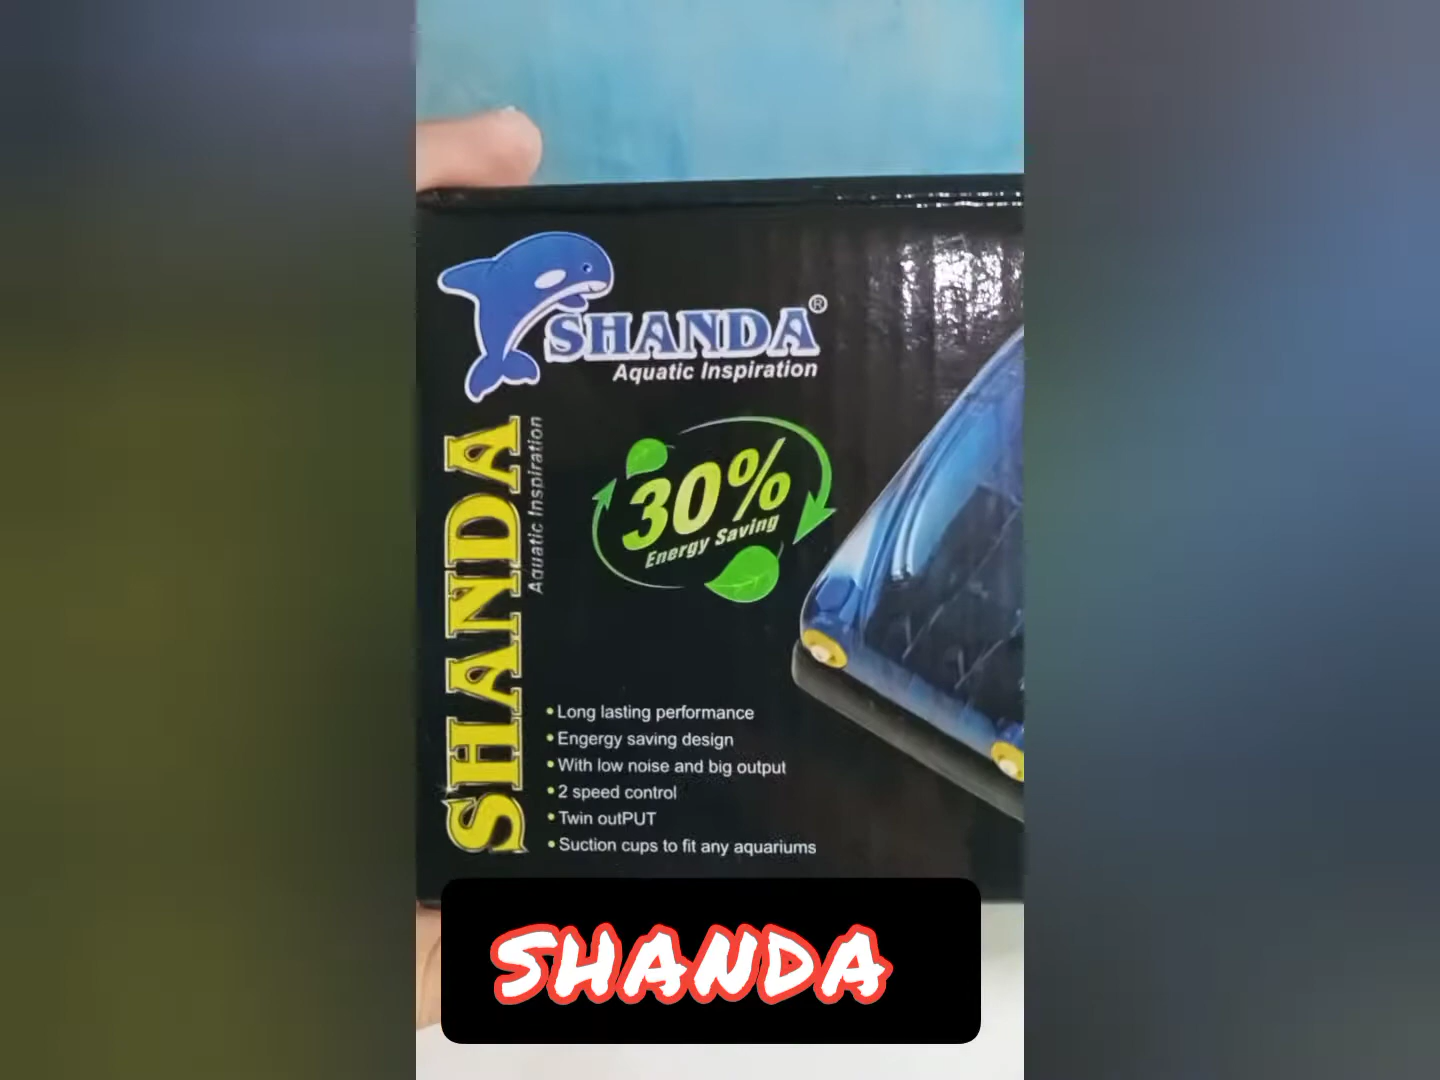 SHANDA®
Aquatic Inspiration
SHANDA
Aquatic Inspiration
30%
Energy Saving
• Long lasting performance
• Engergy saving design
• With low noise and big output
• 2 speed control
• Twin outPUT
• Suction cups to fit any aquariums
SHANDA